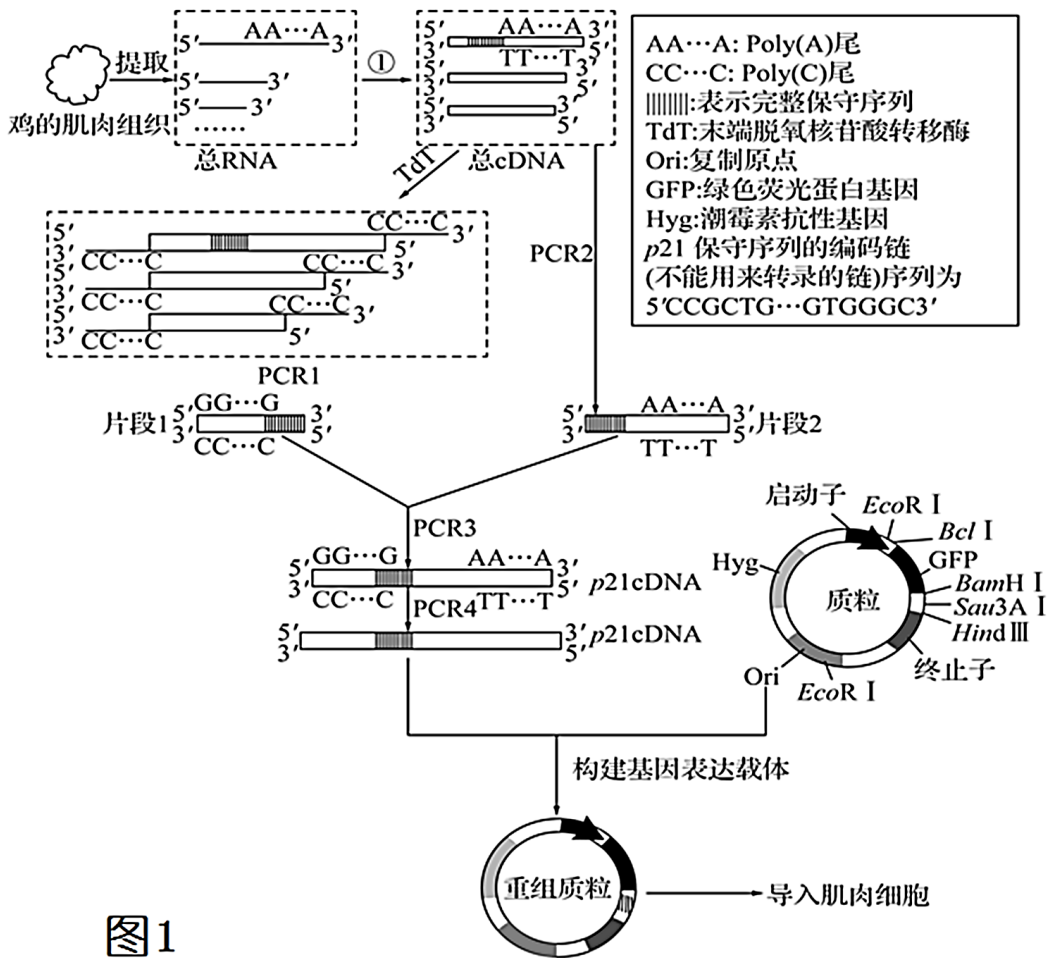 AA…A
5′ 3′
提取
5′ 3′
5′ 3′
……
鸡的肌肉组织
总RNA
①
AA…A
5′ 3′
3′ 5′
TT…T
5′ 3′
3′ 5′
5′ 3′
3′ 5′
总cDNA
TdT
AA…A: Poly(A)尾
CC…C: Poly(C)尾
:表示完整保守序列
TdT:末端脱氧核苷酸转移酶
Ori:复制原点
GFP:绿色荧光蛋白基因
Hyg:潮霉素抗性基因
p21 保守序列的编码链
(不能用来转录的链)序列为
5′CCGCTG…GTGGGC3′
CC…C
5′ 3′
3′ 5′
CC…C CC…C
5′ 3′
3′ 5′
CC…C CC…C
5′ 3′
3′ 5′
CC…C
PCR2
PCR1
片段1
GG…G
5′ 3′
3′ 5′
CC…C
AA…A
5′ 3′
3′ 5′
TT…T
片段2
PCR3
GG…G AA…A
5′ 3′
3′ 5′
CC…C TT…T
p21cDNA
PCR4
5′ 3′
3′ 5′
p21cDNA
启动子
EcoR Ⅰ
Bcl Ⅰ
GFP
BamH Ⅰ
Sau3A Ⅰ
Hind Ⅲ
终止子
EcoR Ⅰ
Ori
Hyg
质粒
构建基因表达载体
重组质粒
导入肌肉细胞
图1